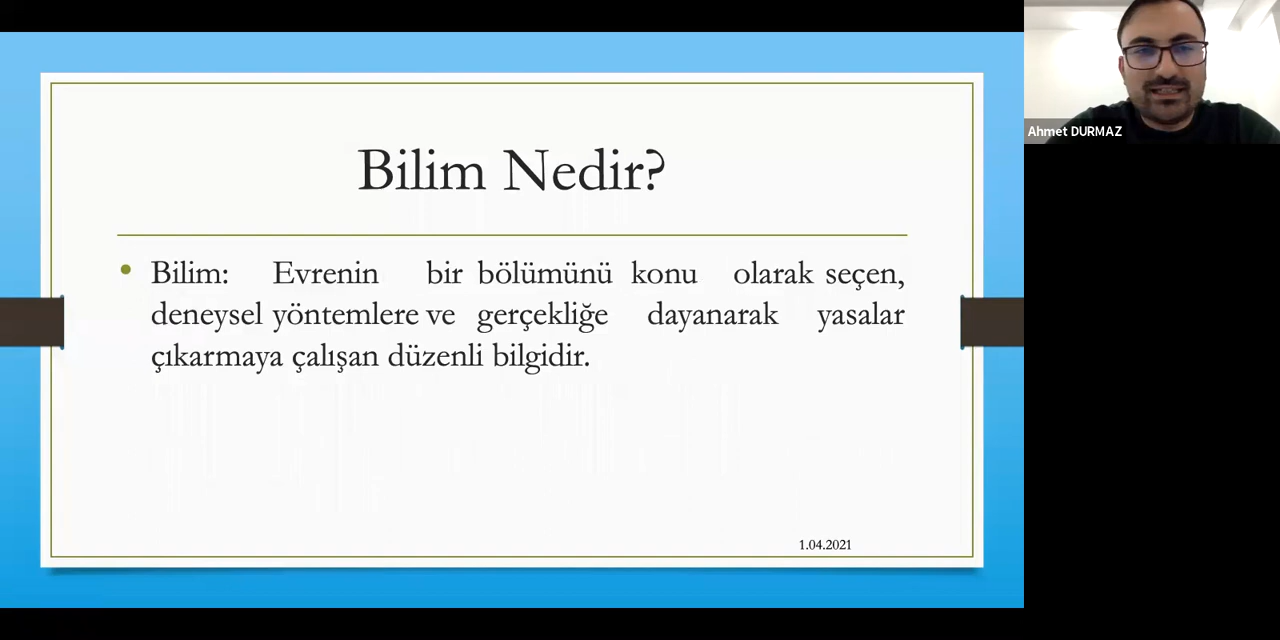 Bilim Nedir?
Bilim: Evrenin bir bölümünü konu olarak seçen,
deneysel yöntemlere ve gerçekliğe dayanarak yasalar
çıkarmaya çalışan düzenli bilgidir.
1.04.2021
Ahmet DURMAZ